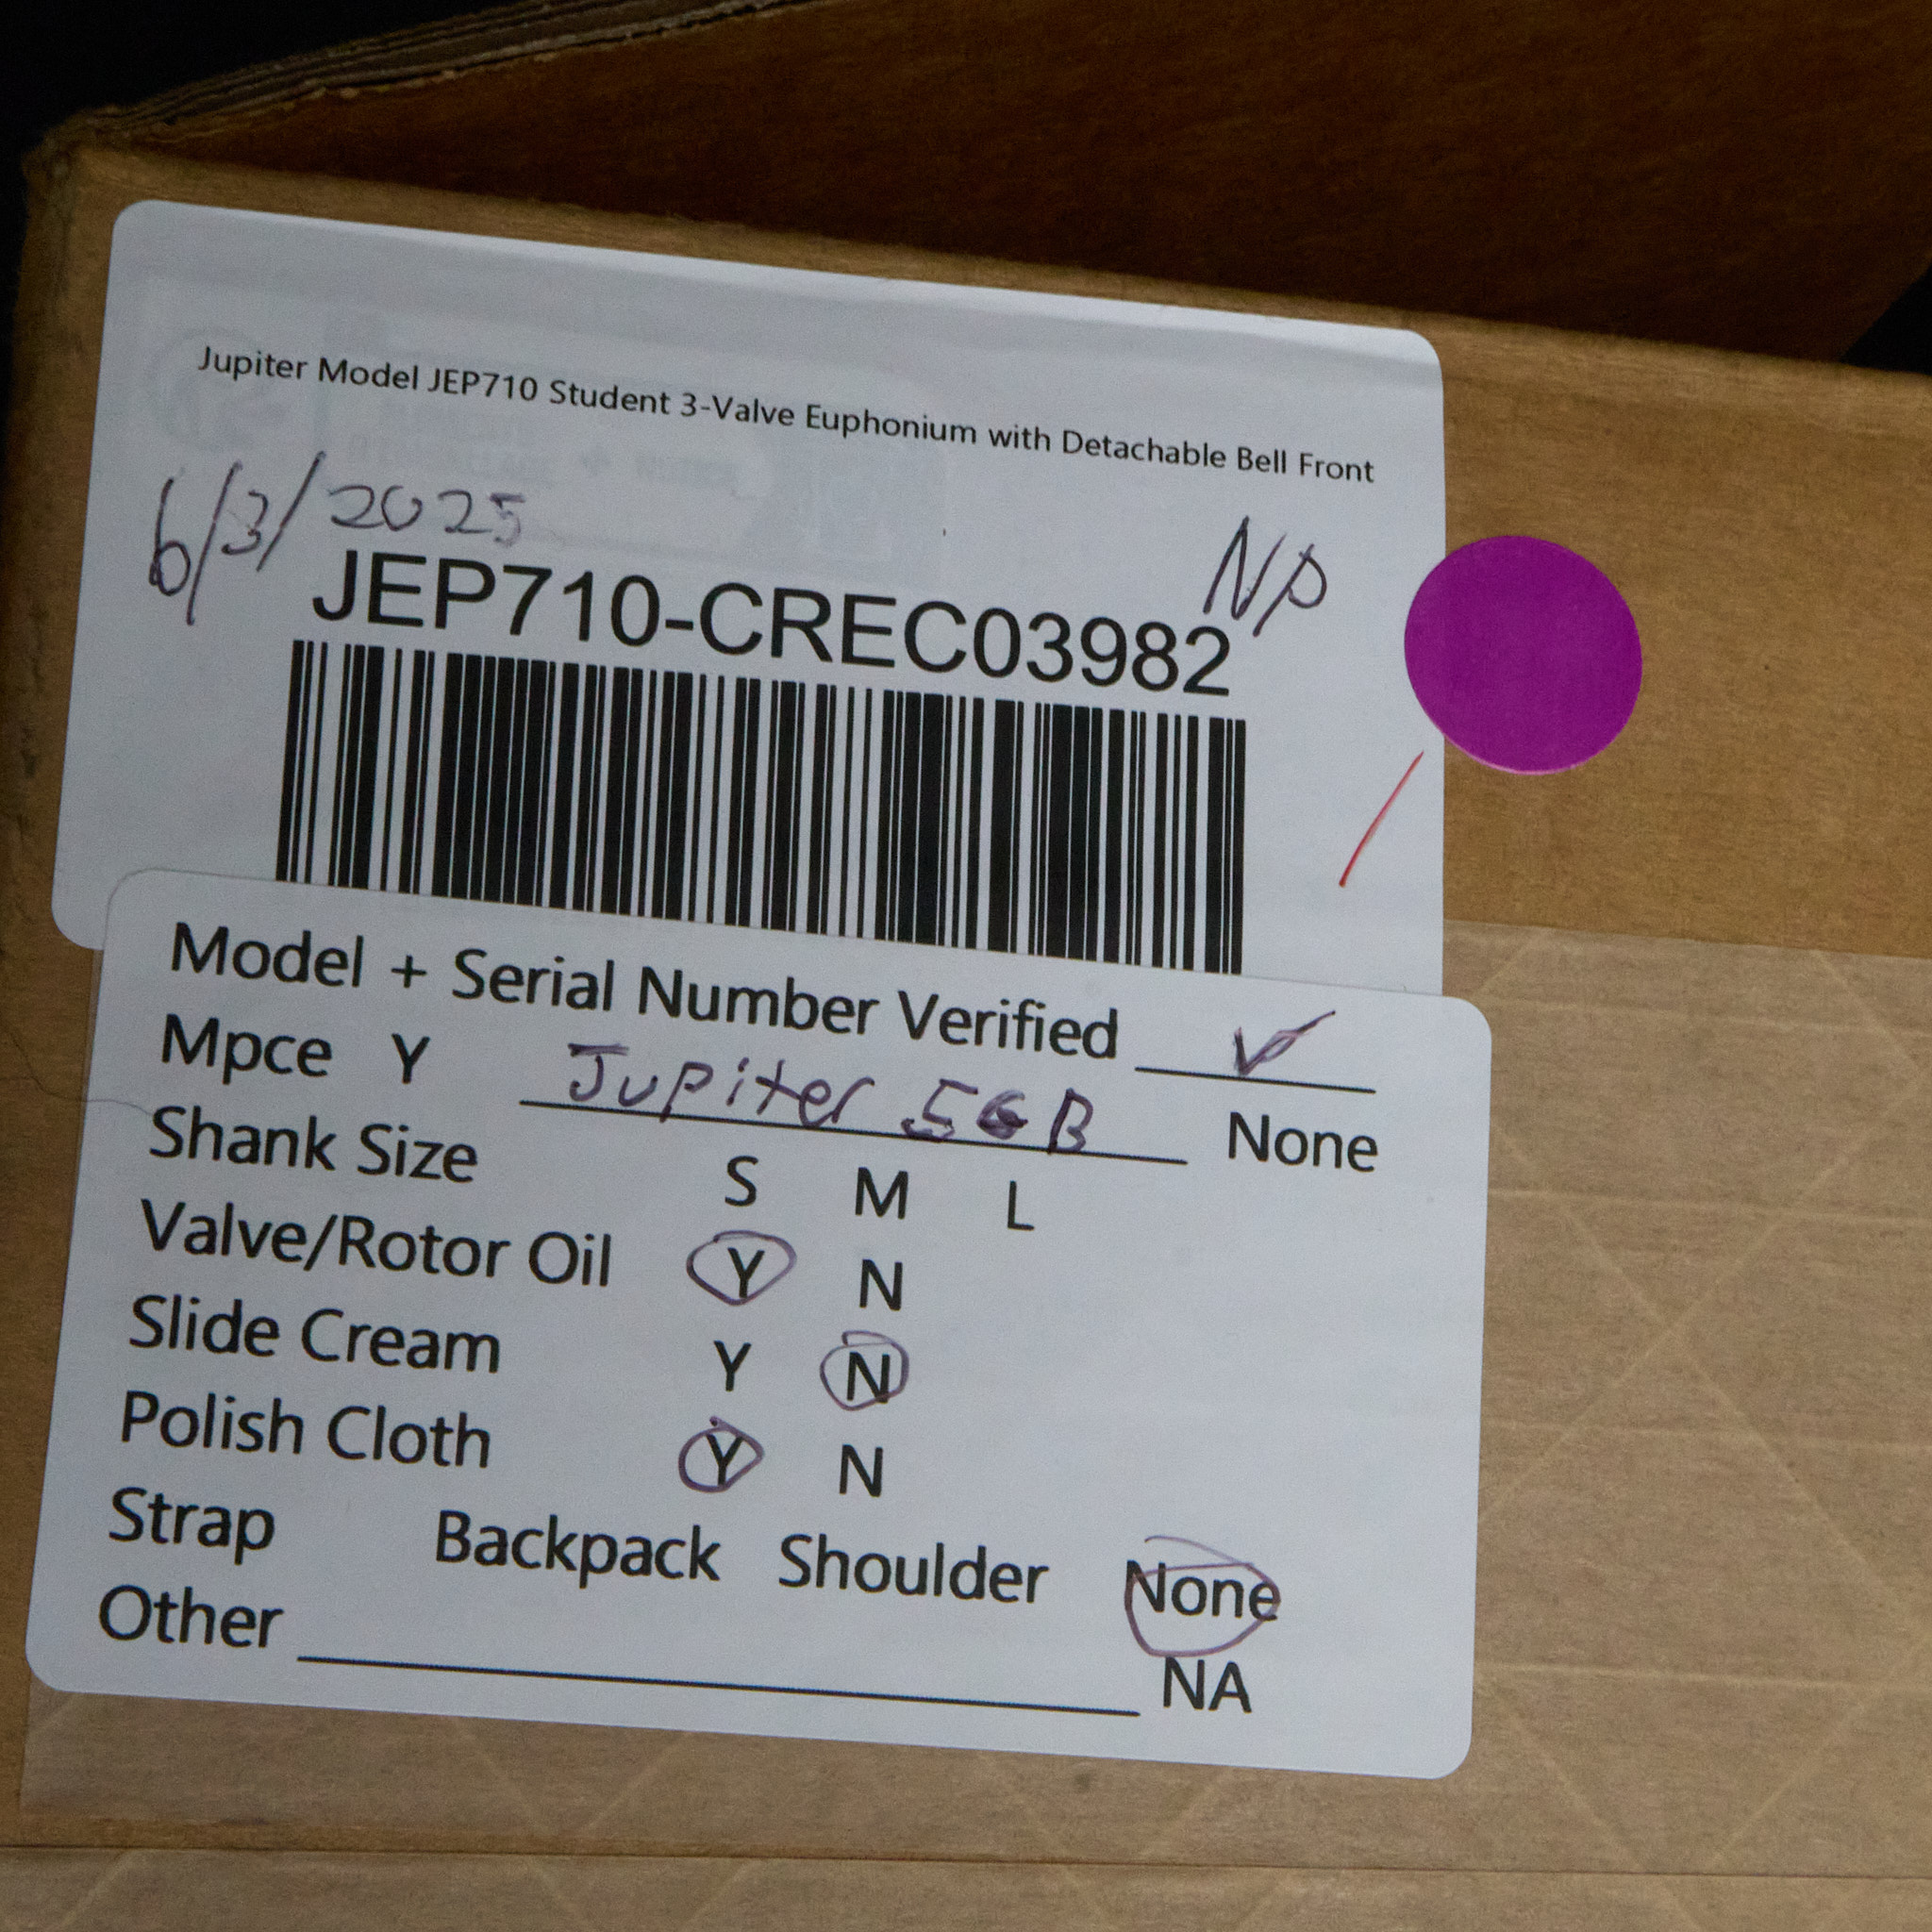 Jupiter Model JEP710 Student 3-Valve Euphonium with Detachable Bell Front
6/3/2025 NP
JEP710-CREC03982
Model + Serial Number Verified ✓
Mpce Y Jupiter 5GB None
Shank Size S M L
Valve/Rotor Oil Y N
Slide Cream Y N
Polish Cloth Y N
Strap Backpack Shoulder None
Other NA